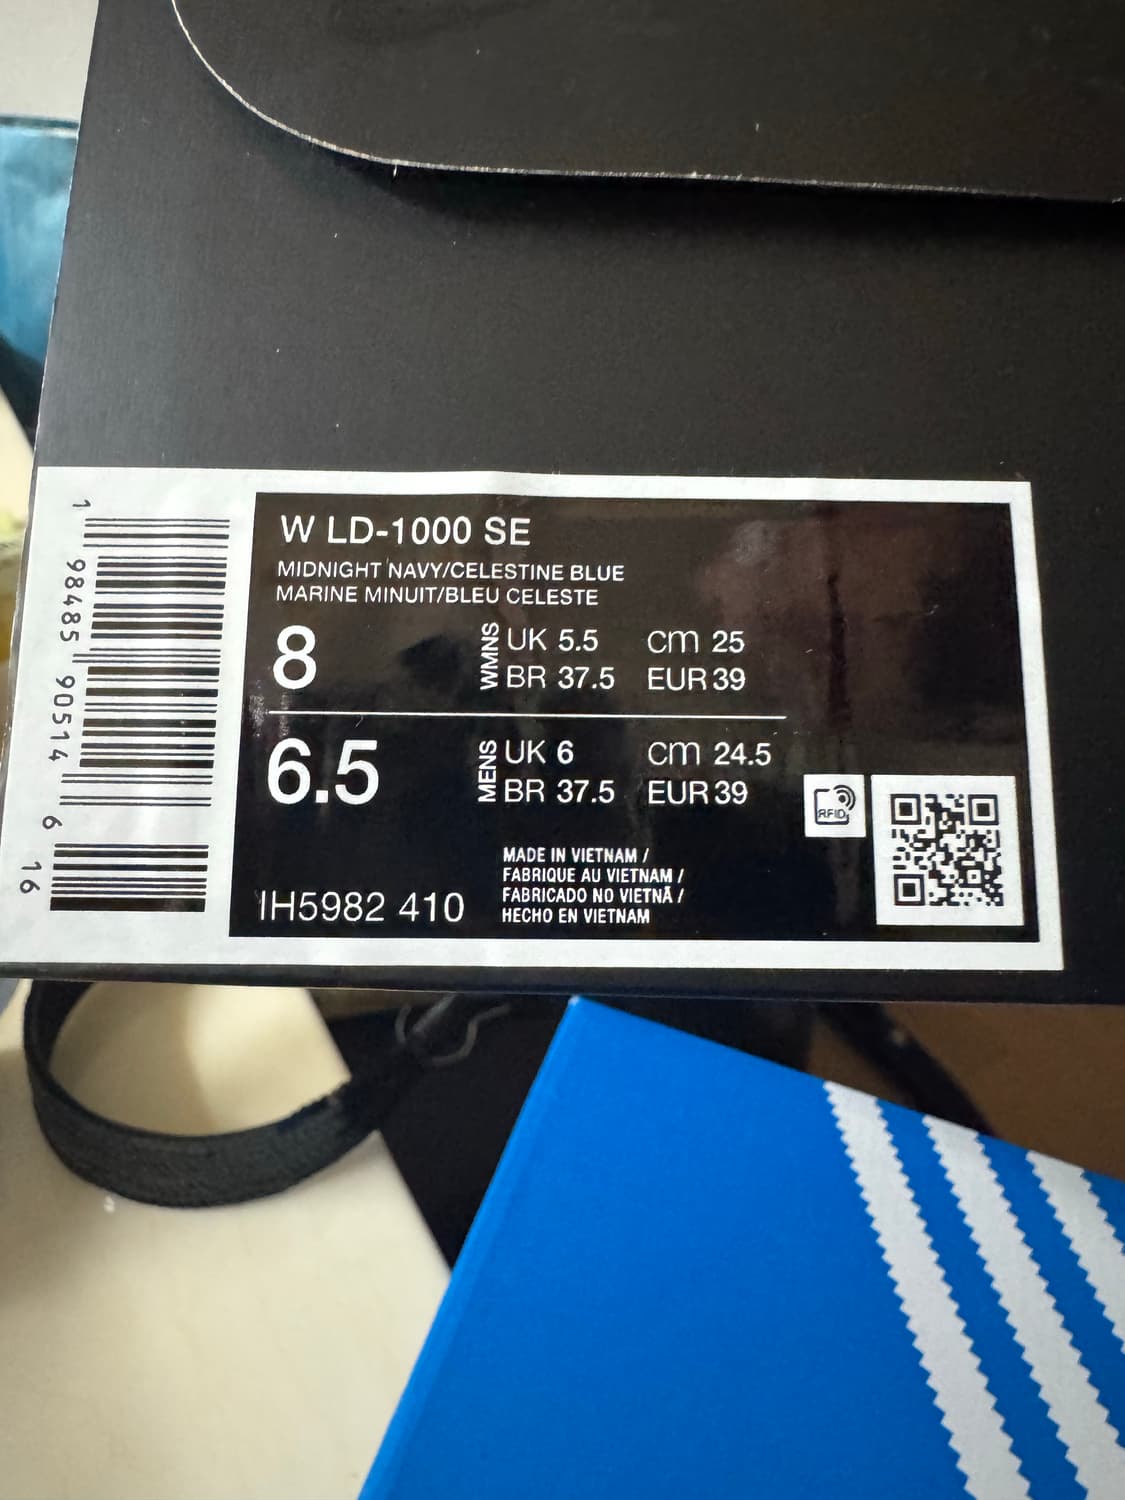 W LD-1000 SE
MIDNIGHT NAVY/CELESTINE BLUE
MARINE MINUIT/BLEU CELESTE
8 WMNS UK 5.5 cm 25
BR 37.5 EUR 39
6.5 MENS UK 6 cm 24.5
BR 37.5 EUR 39
MADE IN VIETNAM /
FABRIQUE AU VIETNAM /
FABRICADO NO VIETNÃ /
HECHO EN VIETNAM
IH5982 410
RFID
1 98485 90514 6 16